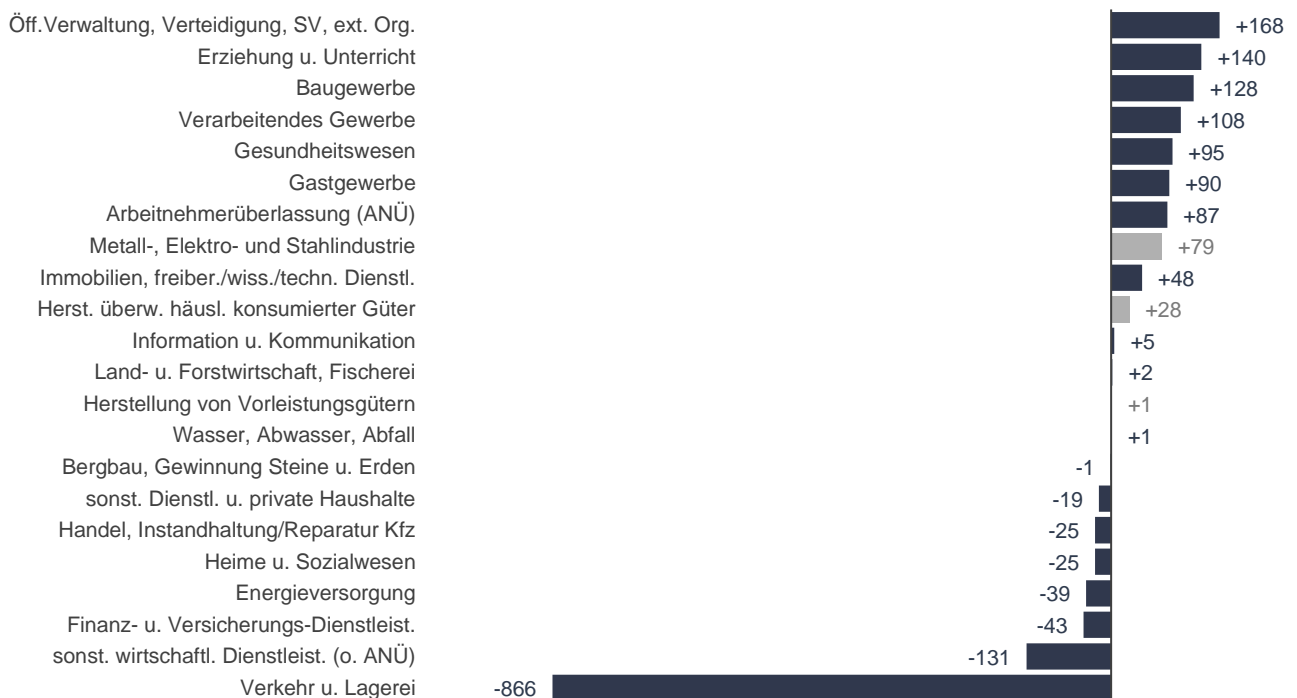 Öff.Verwaltung, Verteidigung, SV, ext. Org. +168
Erziehung u. Unterricht +140
Baugewerbe +128
Verarbeitendes Gewerbe +108
Gesundheitswesen +95
Gastgewerbe +90
Arbeitnehmerüberlassung (ANÜ) +87
Metall-, Elektro- und Stahlindustrie +79
Immobilien, freiber./wiss./techn. Dienstl. +48
Herst. überw. häusl. konsumierter Güter +28
Information u. Kommunikation +5
Land- u. Forstwirtschaft, Fischerei +2
Herstellung von Vorleistungsgütern +1
Wasser, Abwasser, Abfall +1
Bergbau, Gewinnung Steine u. Erden -1
sonst. Dienstl. u. private Haushalte -19
Handel, Instandhaltung/Reparatur Kfz -25
Heime u. Sozialwesen -25
Energieversorgung -39
Finanz- u. Versicherungs-Dienstleist. -43
sonst. wirtschaftl. Dienstleist. (o. ANÜ) -131
Verkehr u. Lagerei -866